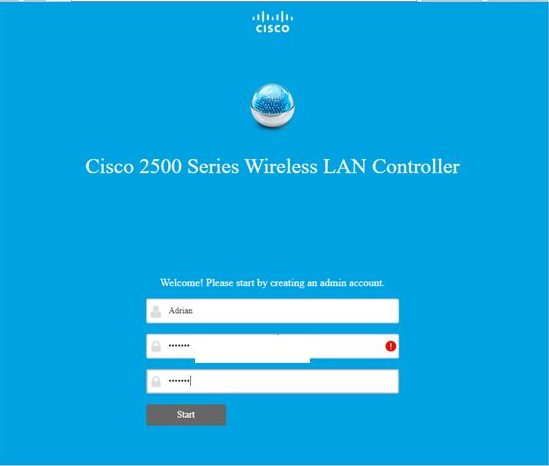 CISCO
Cisco 2500 Series Wireless LAN Controller
Welcome! Please start by creating an admin account.
Adrian
•••••••
•••••••
Start